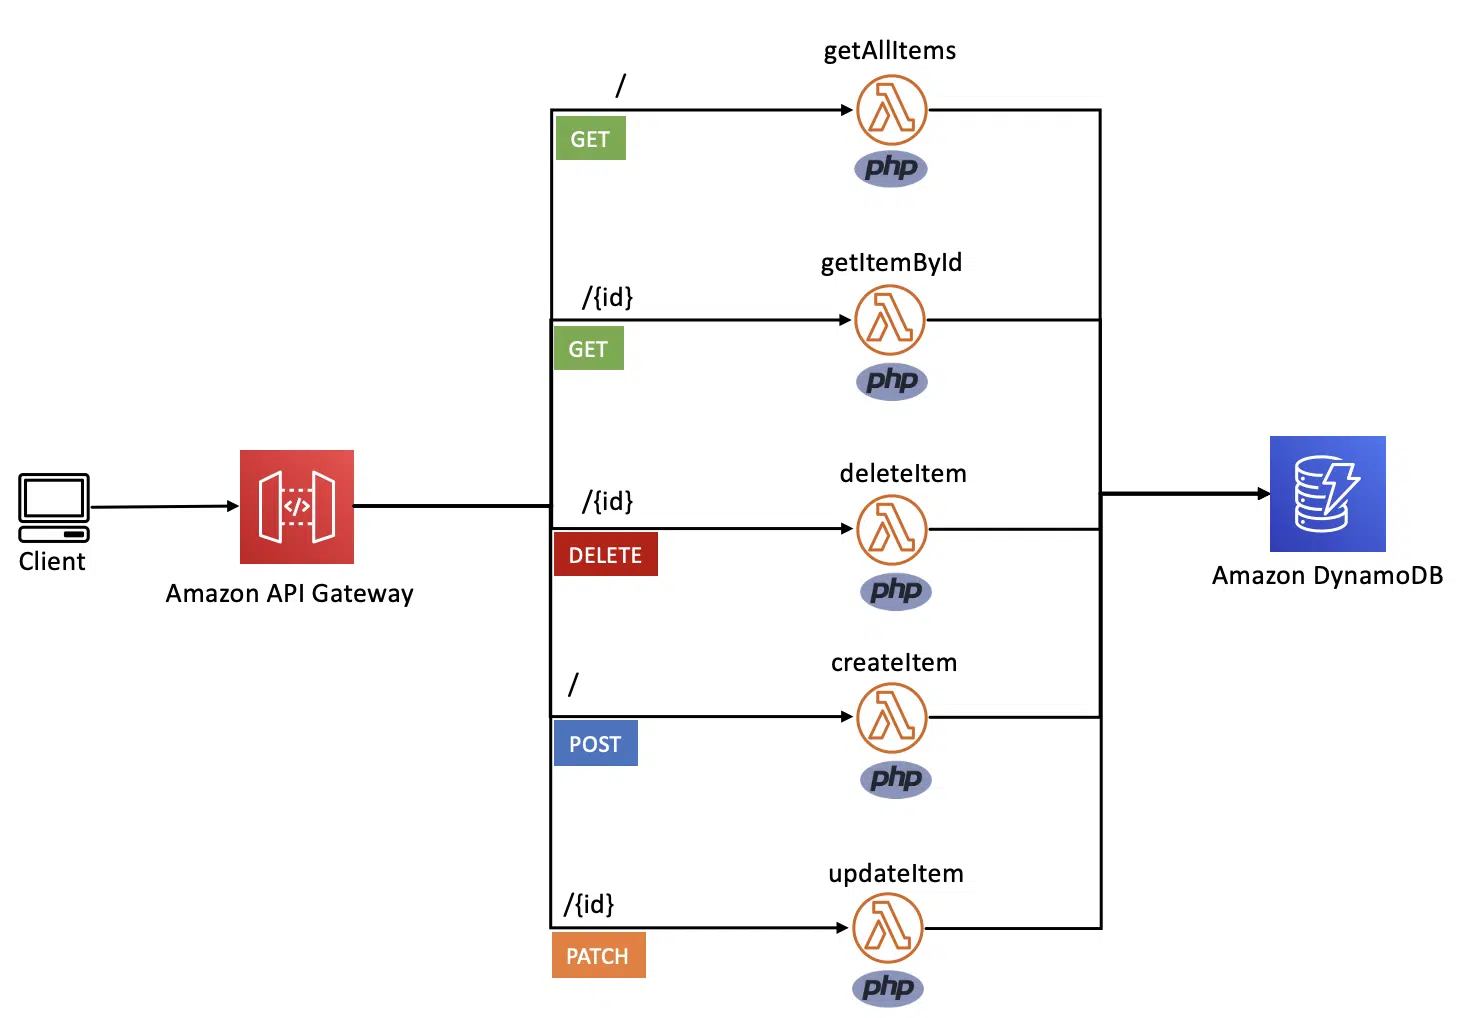 getAllItems
/
GET
php
getItemById
/{id}
GET
php
deleteItem
/{id}
DELETE
php
</>
Client
Amazon API Gateway
Amazon DynamoDB
createItem
/
POST
php
updateItem
/{id}
PATCH
php